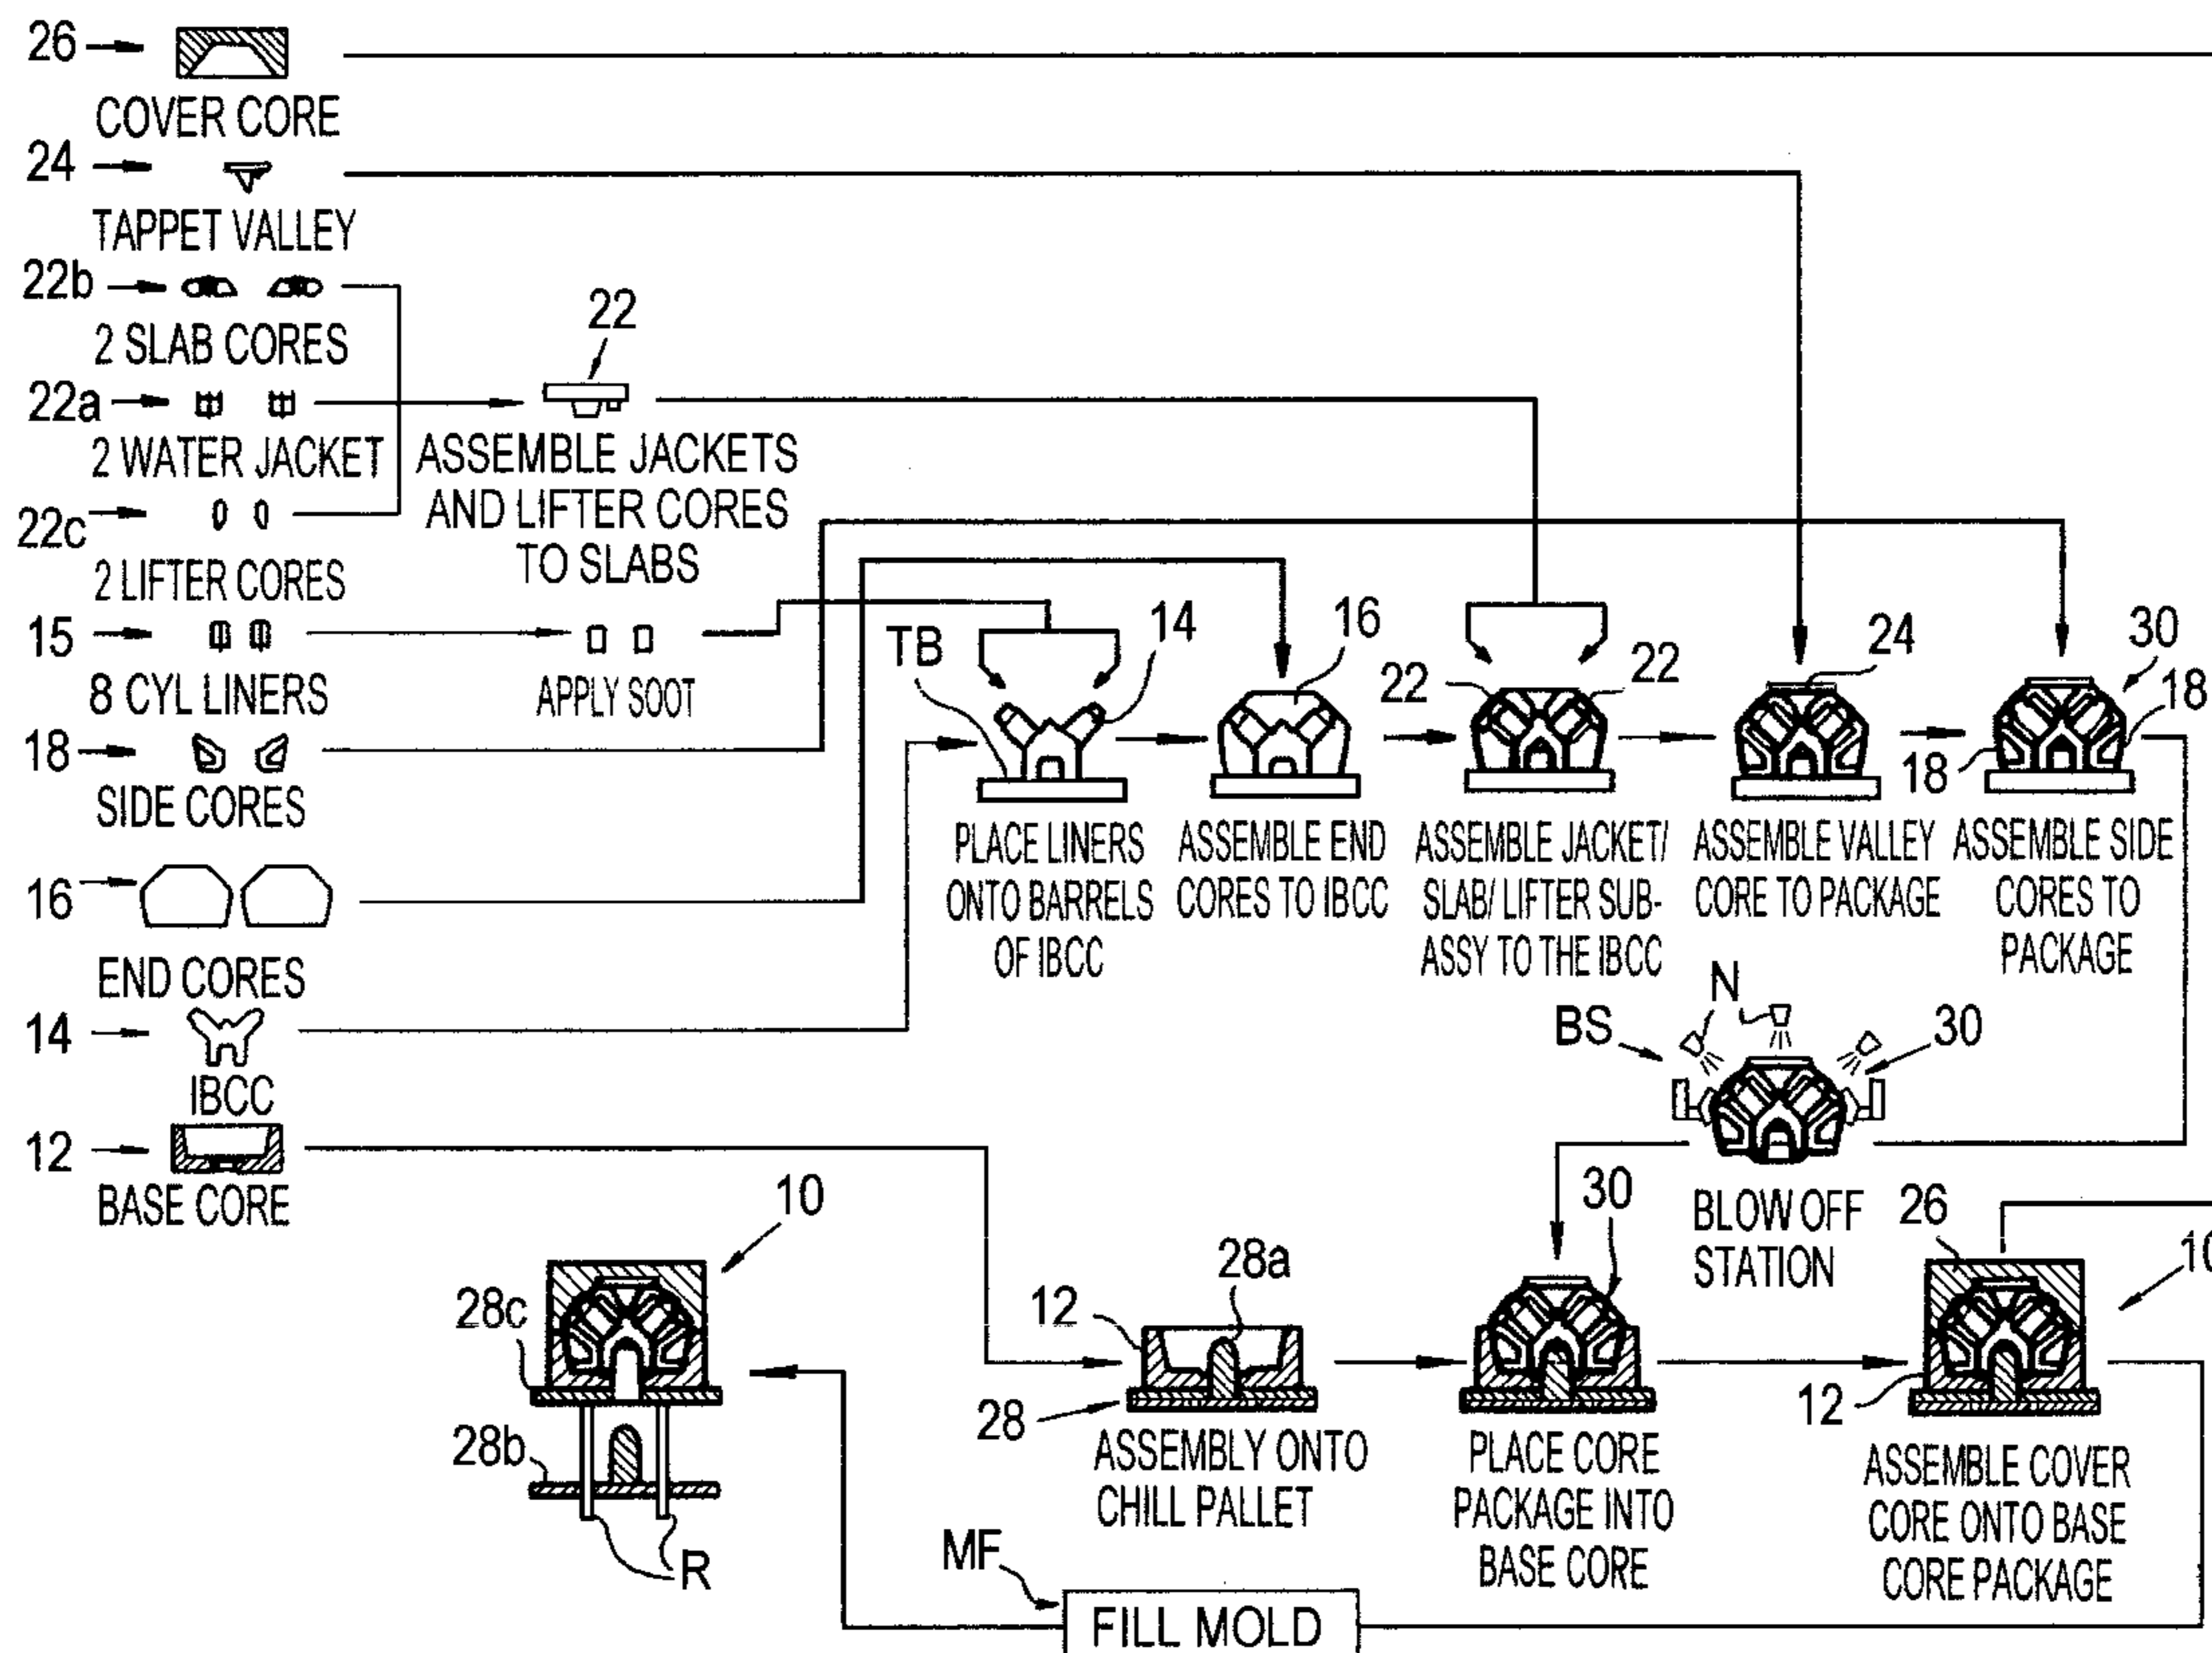 26
COVER CORE
24
TAPPET VALLEY
22b
2 SLAB CORES
22a
2 WATER JACKET
22c
2 LIFTER CORES
15
8 CYL LINERS
18
SIDE CORES
16
END CORES
14
IBCC
12
BASE CORE
22
ASSEMBLE JACKETS
AND LIFTER CORES
TO SLABS
APPLY SOOT
TB
14
PLACE LINERS
ONTO BARRELS
OF IBCC
16
ASSEMBLE END
CORES TO IBCC
22
22
ASSEMBLE JACKET/
SLAB/ LIFTER SUB-
ASSY TO THE IBCC
24
ASSEMBLE VALLEY
CORE TO PACKAGE
30
18
18
ASSEMBLE SIDE
CORES TO
PACKAGE
N
BS
30
BLOW OFF
STATION
10
28c
28b
R
28a
12
28
ASSEMBLY ONTO
CHILL PALLET
30
PLACE CORE
PACKAGE INTO
BASE CORE
26
10
12
ASSEMBLE COVER
CORE ONTO BASE
CORE PACKAGE
MF
FILL MOLD